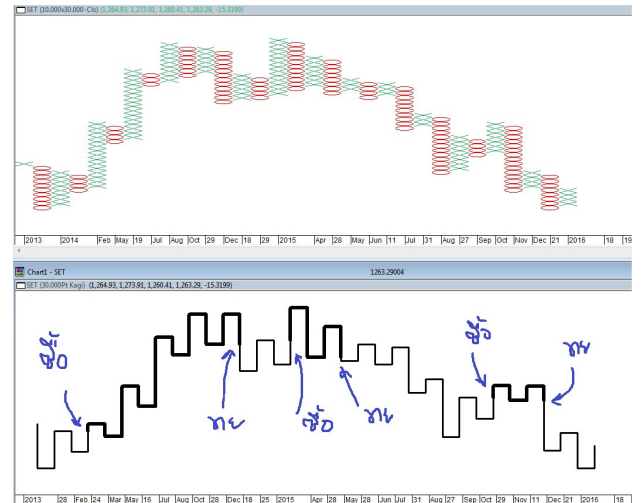 SET (10.000x30.000-Cls) (1,264.93, 1,273.91, 1,260.41, 1,263.29, -15.3199)
2013 2014 Feb May 19 Jul Aug Oct 29 Dec 18 25 2015 Apr 28 May Jun 11 Jul 31 Aug 27 Sep Oct 29 Nov Dec 21 2016 18 19
Chart1 - SET 1263.29004
SET (30.000Pt Kagi) (1,264.93, 1,273.91, 1,260.41, 1,263.29, -15.3199)
ซื้อ
ขาย
ซื้อ
ขาย
ซื้อ
ขาย
2013 28 Feb 24 Mar May 16 Jul Aug Oct 28 Dec 18 25 2015 Apr 28 May 28 Jun Jul 31 Aug 27 Sep Oct 29 Nov 11 Dec 21 2016 18